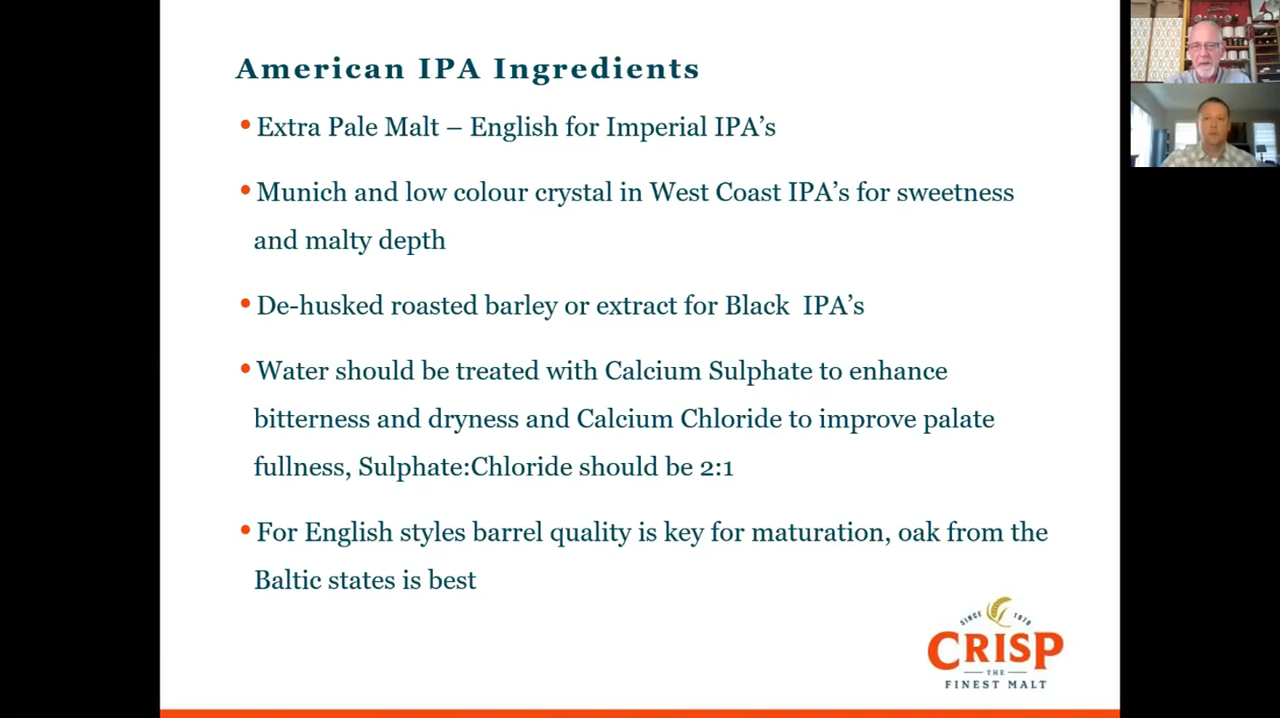 American IPA Ingredients
•Extra Pale Malt – English for Imperial IPA’s
•Munich and low colour crystal in West Coast IPA’s for sweetness
and malty depth
•De-husked roasted barley or extract for Black  IPA’s
•Water should be treated with Calcium Sulphate to enhance
bitterness and dryness and Calcium Chloride to improve palate
fullness, Sulphate:Chloride should be 2:1
•For English styles barrel quality is key for maturation, oak from the
Baltic states is best
SINCE 1870
CRISP
THE
FINEST MALT